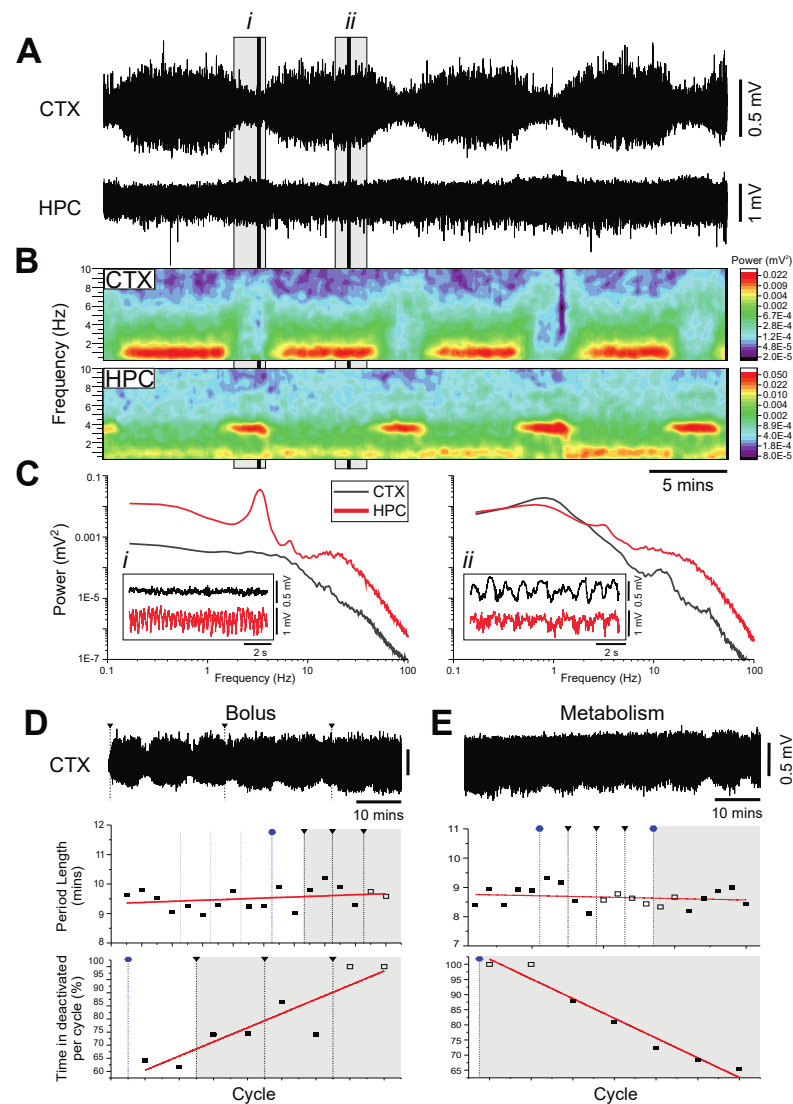 i ii
A
CTX
0.5 mV
HPC
1 mV
B
Power (mV²)
CTX
10
8
6
4
2
0.022
0.009
0.004
0.002
6.7E-4
2.8E-4
1.2E-4
4.8E-5
2.0E-5
Frequency (Hz)
HPC
10
8
6
4
2
0
0.050
0.020
0.010
0.004
0.002
8.9E-4
4.0E-4
1.8E-4
8.0E-5
5 mins
C
0.1
0.001
1E-5
1E-7
Power (mV²)
CTX
HPC
i
0.5 mV
1 mV
2 s
0.1 1 10 100
Frequency (Hz)
ii
0.5 mV
1 mV
2 s
0.1 1 10 100
Frequency (Hz)
D Bolus
CTX
10 mins
E Metabolism
0.5 mV
10 mins
Period Length
(mins)
12
11
10
9
8
11
10
9
8
7
Time in deactivated
per cycle (%)
100
95
90
85
80
75
70
65
60
100
95
90
85
80
75
70
65
Cycle
Cycle